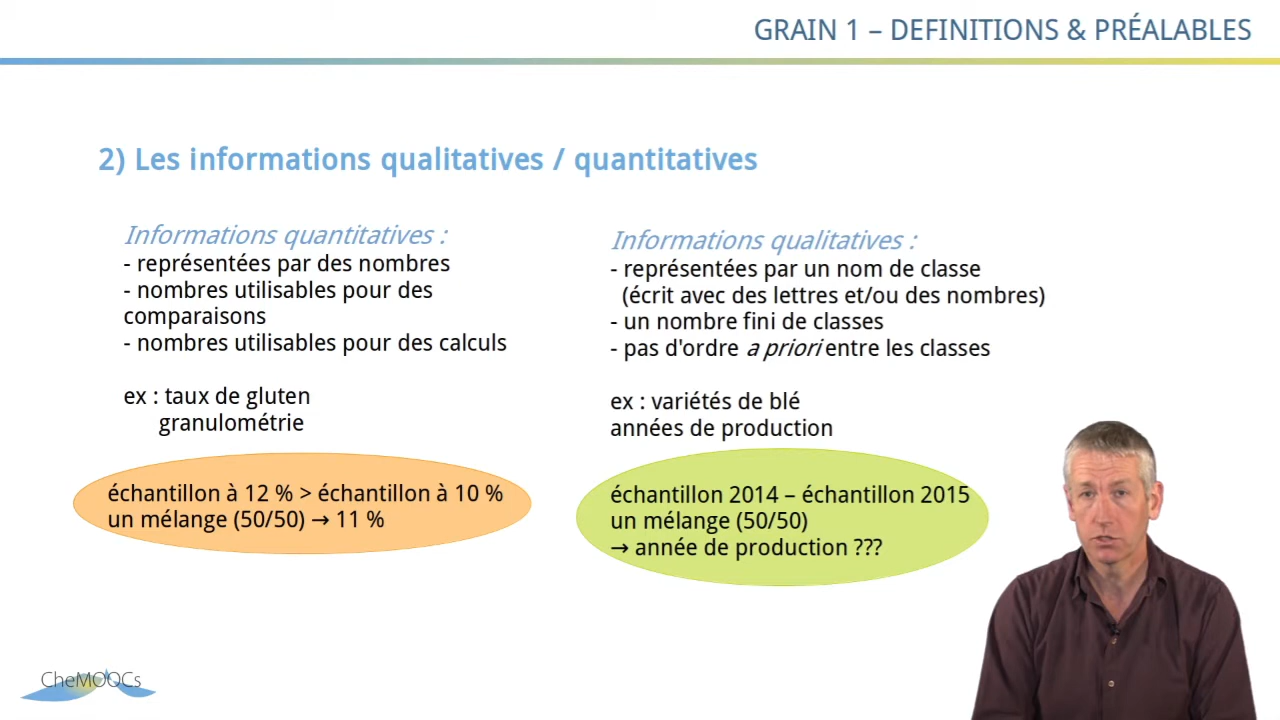 GRAIN 1 – DEFINITIONS & PRÉALABLES
2) Les informations qualitatives / quantitatives
Informations quantitatives :
- représentées par des nombres
- nombres utilisables pour des
comparaisons
- nombres utilisables pour des calculs
ex : taux de gluten
granulométrie
échantillon à 12 % > échantillon à 10 %
un mélange (50/50) → 11 %
Informations qualitatives :
- représentées par un nom de classe
(écrit avec des lettres et/ou des nombres)
- un nombre fini de classes
- pas d'ordre a priori entre les classes
ex : variétés de blé
années de production
échantillon 2014 – échantillon 2015
un mélange (50/50)
→ année de production ???
CheMOOCs